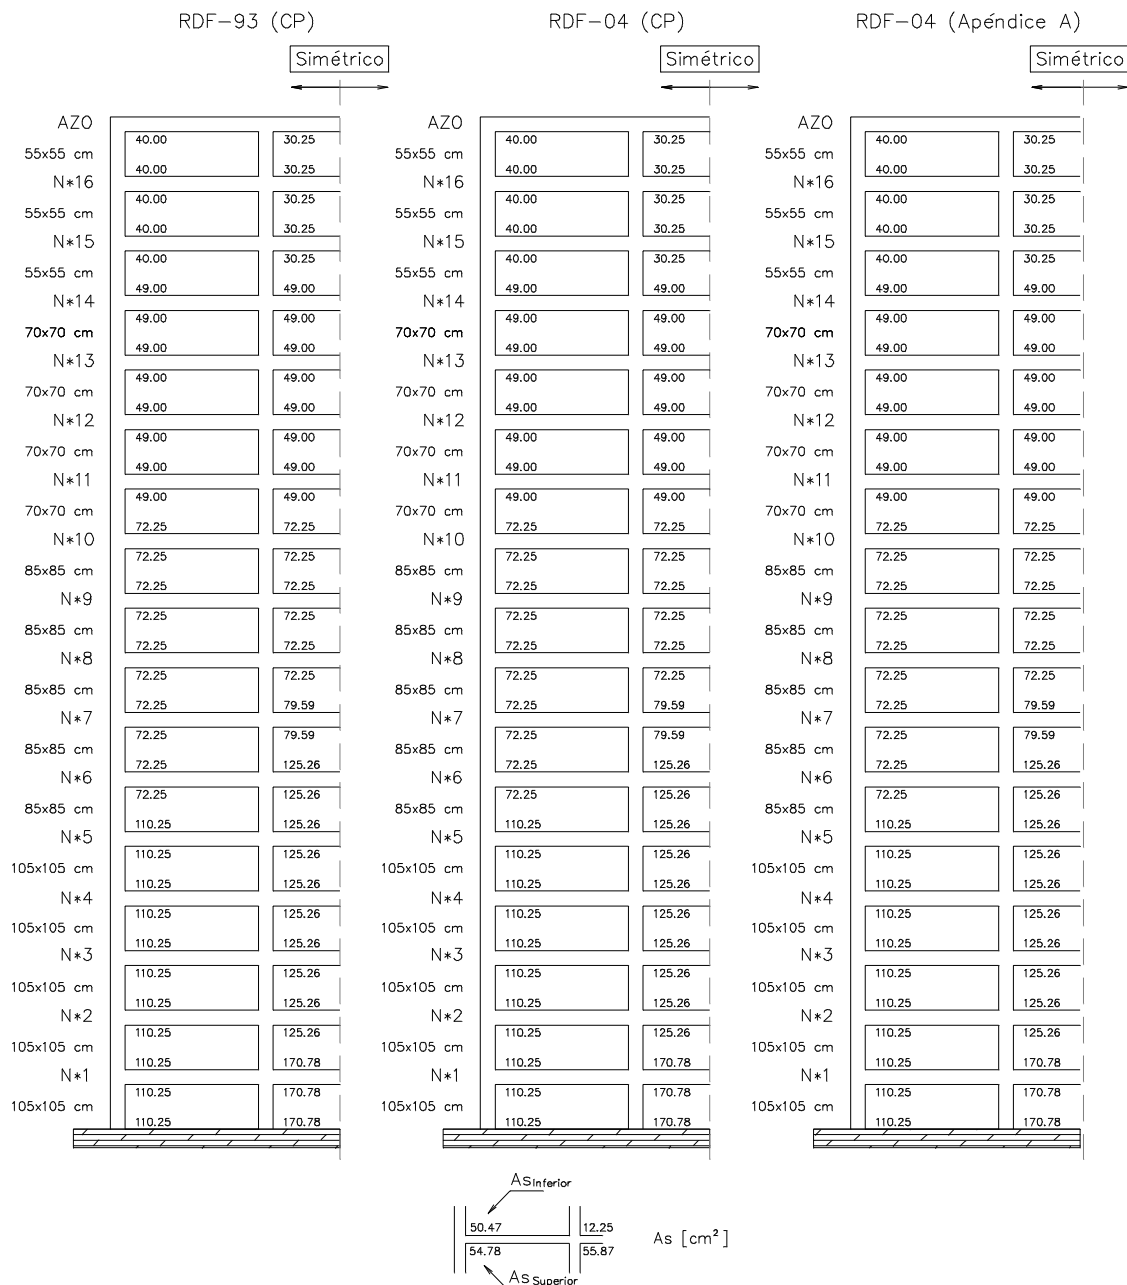 RDF-93 (CP) RDF-04 (CP) RDF-04 (Apéndice A)
Simétrico Simétrico Simétrico
AZO AZO AZO
40.00 30.25 40.00 30.25 40.00 30.25
55x55 cm 55x55 cm 55x55 cm
40.00 30.25 40.00 30.25 40.00 30.25
N*16 N*16 N*16
40.00 30.25 40.00 30.25 40.00 30.25
55x55 cm 55x55 cm 55x55 cm
40.00 30.25 40.00 30.25 40.00 30.25
N*15 N*15 N*15
40.00 30.25 40.00 30.25 40.00 30.25
55x55 cm 55x55 cm 55x55 cm
49.00 49.00 49.00 49.00 49.00 49.00
N*14 N*14 N*14
49.00 49.00 49.00 49.00 49.00 49.00
70x70 cm 70x70 cm 70x70 cm
49.00 49.00 49.00 49.00 49.00 49.00
N*13 N*13 N*13
49.00 49.00 49.00 49.00 49.00 49.00
70x70 cm 70x70 cm 70x70 cm
49.00 49.00 49.00 49.00 49.00 49.00
N*12 N*12 N*12
49.00 49.00 49.00 49.00 49.00 49.00
70x70 cm 70x70 cm 70x70 cm
49.00 49.00 49.00 49.00 49.00 49.00
N*11 N*11 N*11
49.00 49.00 49.00 49.00 49.00 49.00
70x70 cm 70x70 cm 70x70 cm
72.25 72.25 72.25 72.25 72.25 72.25
N*10 N*10 N*10
72.25 72.25 72.25 72.25 72.25 72.25
85x85 cm 85x85 cm 85x85 cm
72.25 72.25 72.25 72.25 72.25 72.25
N*9 N*9 N*9
72.25 72.25 72.25 72.25 72.25 72.25
85x85 cm 85x85 cm 85x85 cm
72.25 72.25 72.25 72.25 72.25 72.25
N*8 N*8 N*8
72.25 72.25 72.25 72.25 72.25 72.25
85x85 cm 85x85 cm 85x85 cm
72.25 79.59 72.25 79.59 72.25 79.59
N*7 N*7 N*7
72.25 79.59 72.25 79.59 72.25 79.59
85x85 cm 85x85 cm 85x85 cm
72.25 125.26 72.25 125.26 72.25 125.26
N*6 N*6 N*6
72.25 125.26 72.25 125.26 72.25 125.26
85x85 cm 85x85 cm 85x85 cm
110.25 125.26 110.25 125.26 110.25 125.26
N*5 N*5 N*5
110.25 125.26 110.25 125.26 110.25 125.26
105x105 cm 105x105 cm 105x105 cm
110.25 125.26 110.25 125.26 110.25 125.26
N*4 N*4 N*4
110.25 125.26 110.25 125.26 110.25 125.26
105x105 cm 105x105 cm 105x105 cm
110.25 125.26 110.25 125.26 110.25 125.26
N*3 N*3 N*3
110.25 125.26 110.25 125.26 110.25 125.26
105x105 cm 105x105 cm 105x105 cm
110.25 125.26 110.25 125.26 110.25 125.26
N*2 N*2 N*2
110.25 125.26 110.25 125.26 110.25 125.26
105x105 cm 105x105 cm 105x105 cm
110.25 170.78 110.25 170.78 110.25 170.78
N*1 N*1 N*1
110.25 170.78 110.25 170.78 110.25 170.78
105x105 cm 105x105 cm 105x105 cm
110.25 170.78 110.25 170.78 110.25 170.78
As Inferior
50.47 12.25
As [cm²]
54.78 55.87
As Superior